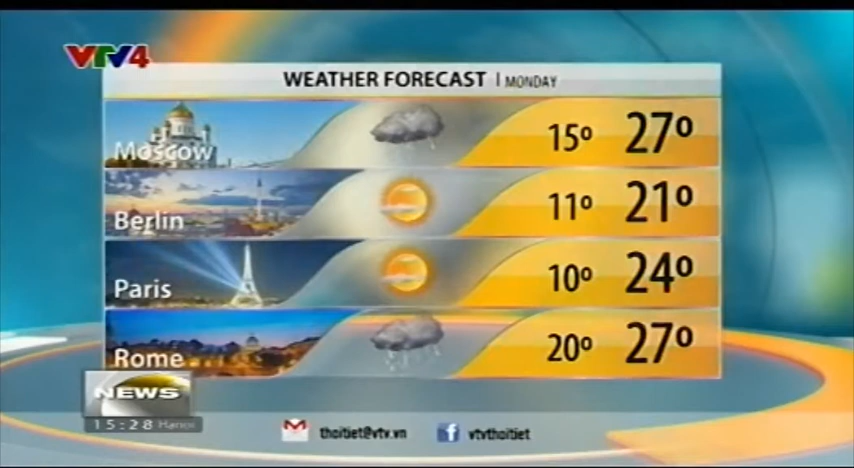 VTV4
WEATHER FORECAST | MONDAY
Moscow 15º 27º
Berlin 11º 21º
Paris 10º 24º
Rome 20º 27º
NEWS
15:28 Hanoi
thoitiet@vtv.vn vtvthoitiet